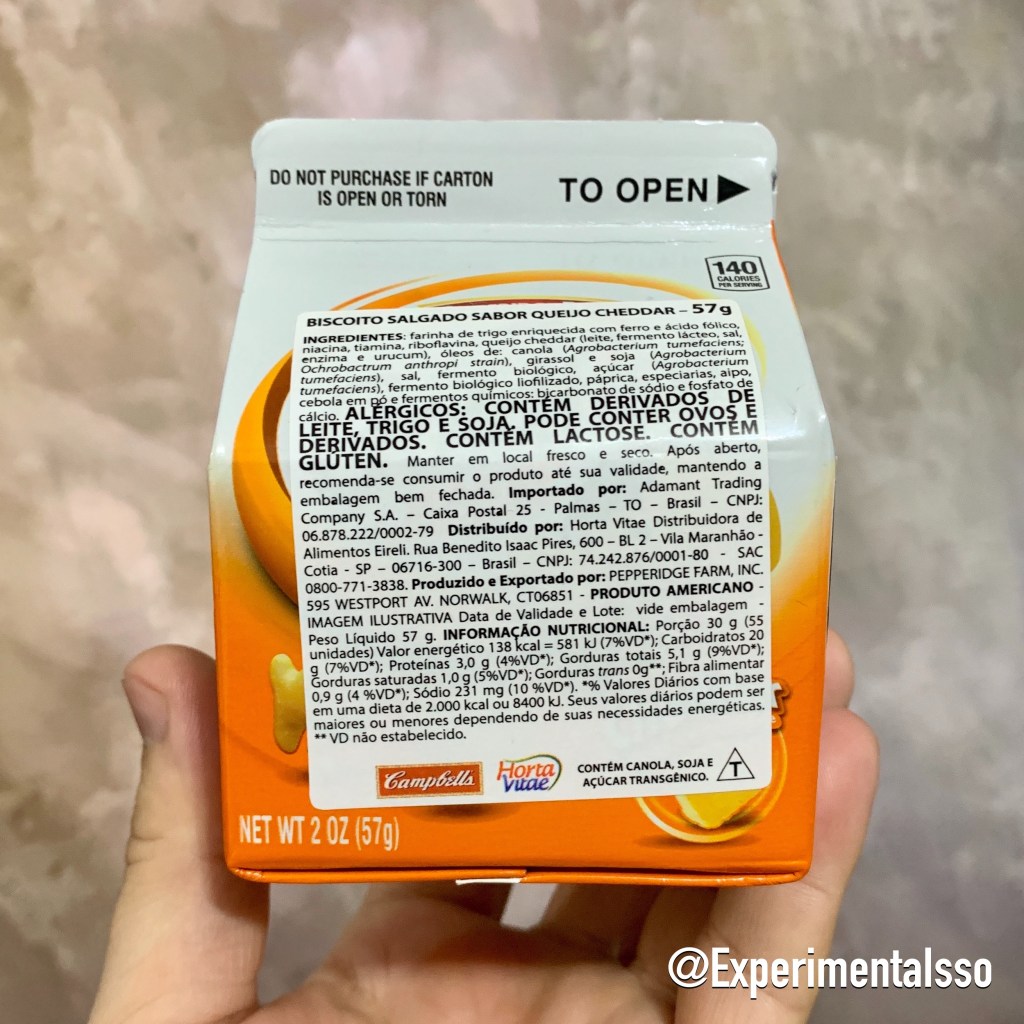 DO NOT PURCHASE IF CARTON
IS OPEN OR TORN
TO OPEN
140
CALORIES
PER SERVING
BISCOITO SALGADO SABOR QUEIJO CHEDDAR – 57g
INGREDIENTES: farinha de trigo enriquecida com ferro e ácido fólico,
niacina, tiamina, riboflavina, queijo cheddar (leite, fermento lácteo, sal,
enzima e urucum), óleos de: canola (Agrobacterium tumefaciens;
Ochrobactrum anthropi strain), girassol e soja (Agrobacterium
tumefaciens), sal, fermento biológico, açúcar (Agrobacterium
tumefaciens), fermento biológico liofilizado, páprica, especiarias, aipo,
cebola em pó e fermentos químicos: bicarbonato de sódio e fosfato de
cálcio. ALÉRGICOS: CONTÉM DERIVADOS DE
LEITE, TRIGO E SOJA. PODE CONTER OVOS E
DERIVADOS. CONTÉM LACTOSE. CONTÉM
GLÚTEN. Manter em local fresco e seco. Após aberto,
recomenda-se consumir o produto até sua validade, mantendo a
embalagem bem fechada. Importado por: Adamant Trading
Company S.A. – Caixa Postal 25 - Palmas – TO – Brasil – CNPJ:
06.878.222/0002-79 Distribuído por: Horta Vitae Distribuidora de
Alimentos Eireli. Rua Benedito Isaac Pires, 600 – BL 2 – Vila Maranhão -
Cotia - SP – 06716-300 – Brasil – CNPJ: 74.242.876/0001-80 - SAC
0800-771-3838. Produzido e Exportado por: PEPPERIDGE FARM, INC.
595 WESTPORT AV. NORWALK, CT06851 - PRODUTO AMERICANO -
IMAGEM ILUSTRATIVA Data de Validade e Lote: vide embalagem -
Peso Líquido 57 g. INFORMAÇÃO NUTRICIONAL: Porção 30 g (55
unidades) Valor energético 138 kcal = 581 kJ (7%VD*); Carboidratos 20
g (7%VD*); Proteínas 3,0 g (4%VD*); Gorduras totais 5,1 g (9%VD*);
Gorduras saturadas 1,0 g (5%VD*); Gorduras trans 0g**; Fibra alimentar
0,9 g (4 %VD*); Sódio 231 mg (10 %VD*). *% Valores Diários com base
em uma dieta de 2.000 kcal ou 8400 kJ. Seus valores diários podem ser
maiores ou menores dependendo de suas necessidades energéticas.
** VD não estabelecido.
Campbell's
Horta
Vitae
CONTÉM CANOLA, SOJA E
AÇÚCAR TRANSGÊNICO.
T
NET WT 2 OZ (57g)
@Experimentalsso